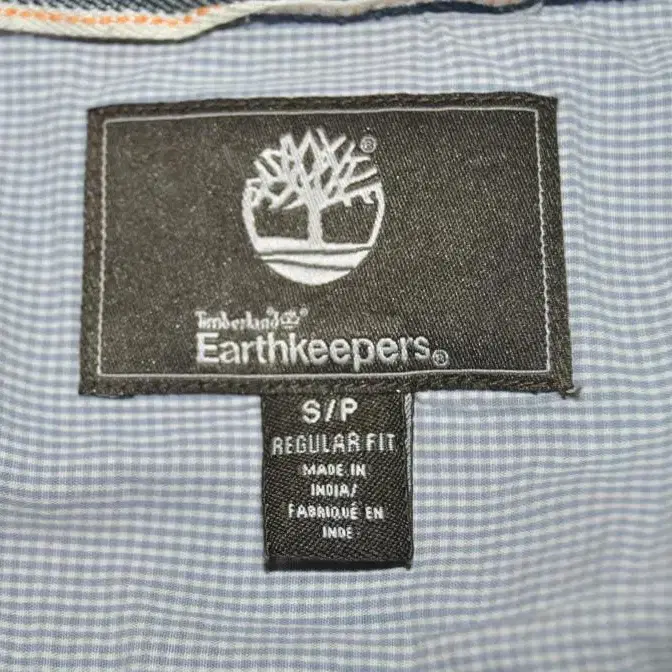 ®
Timberland®
Earthkeepers®
S/P
REGULAR FIT
MADE IN
INDIA/
FABRIQUÉ EN
INDE